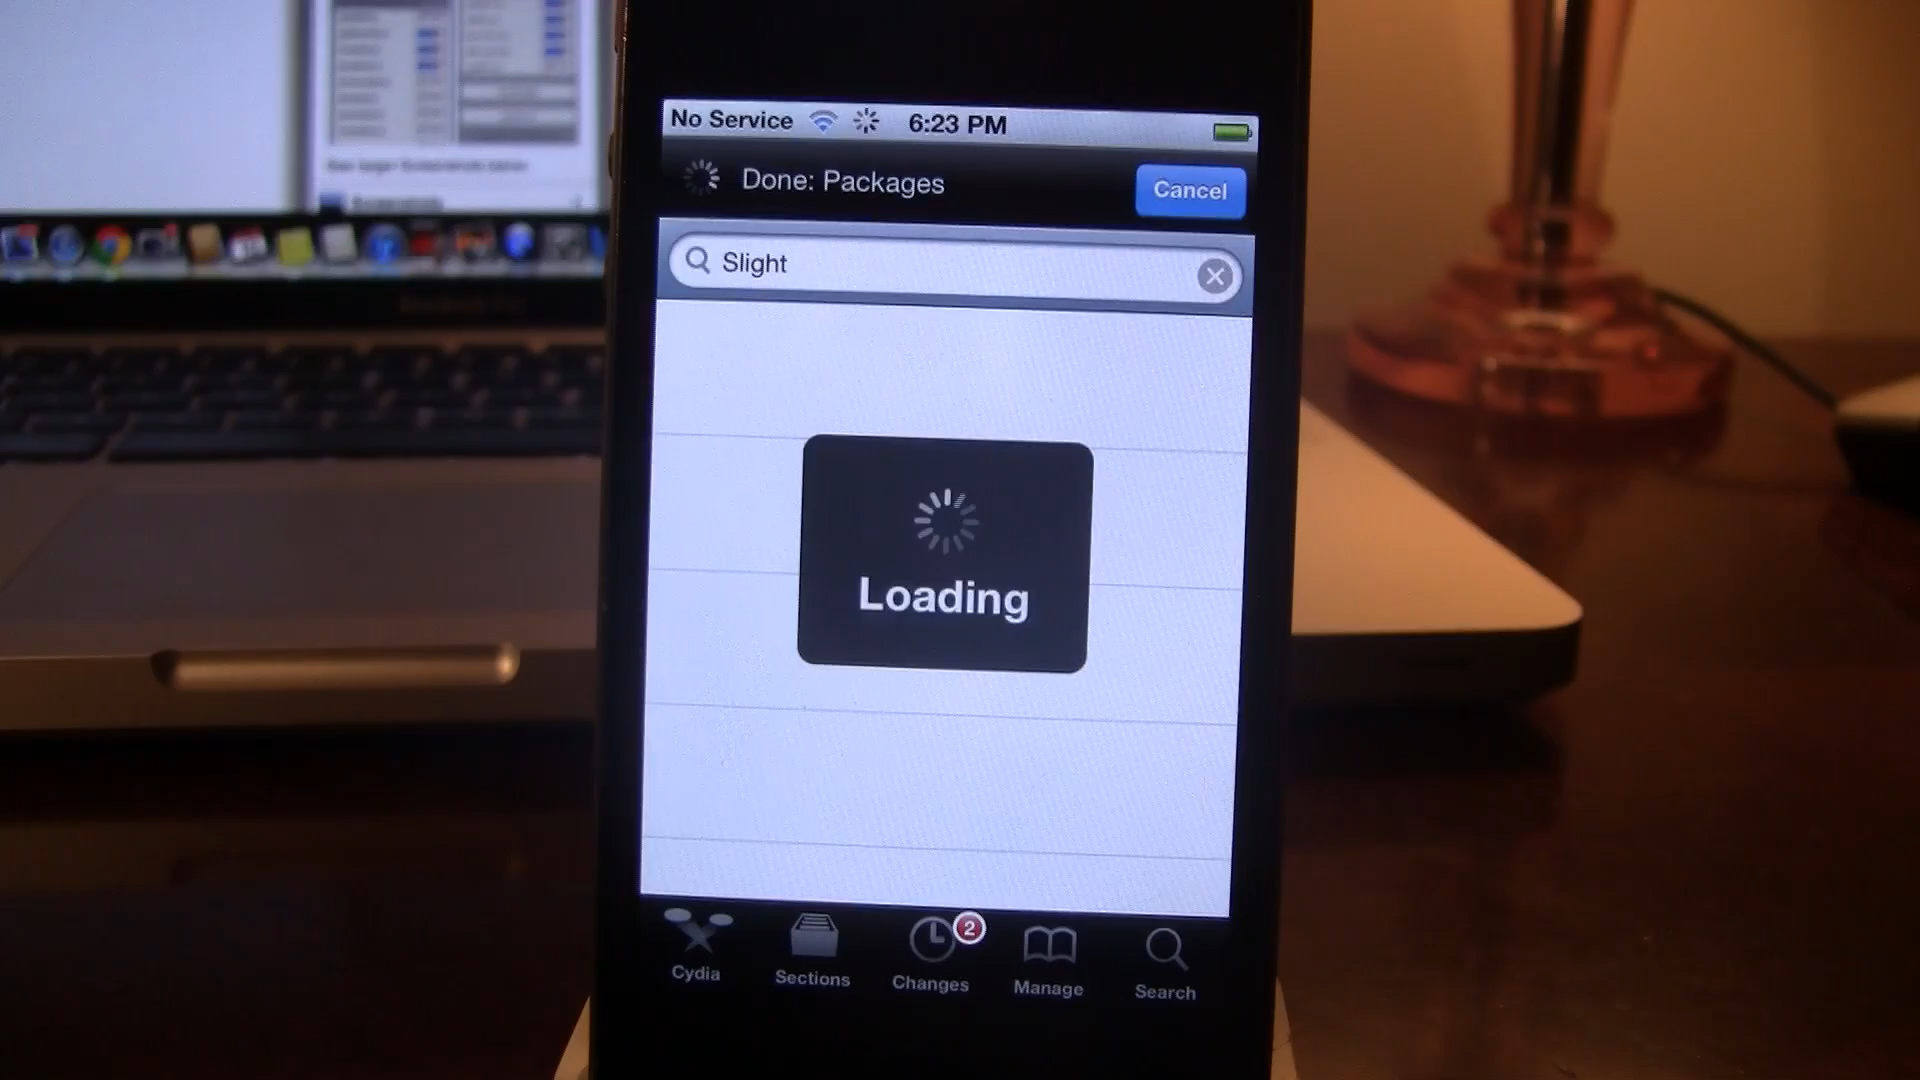 No Service 6:23 PM
Done: Packages
Cancel
Slight
Loading
2
Cydia
Sections
Changes
Manage
Search